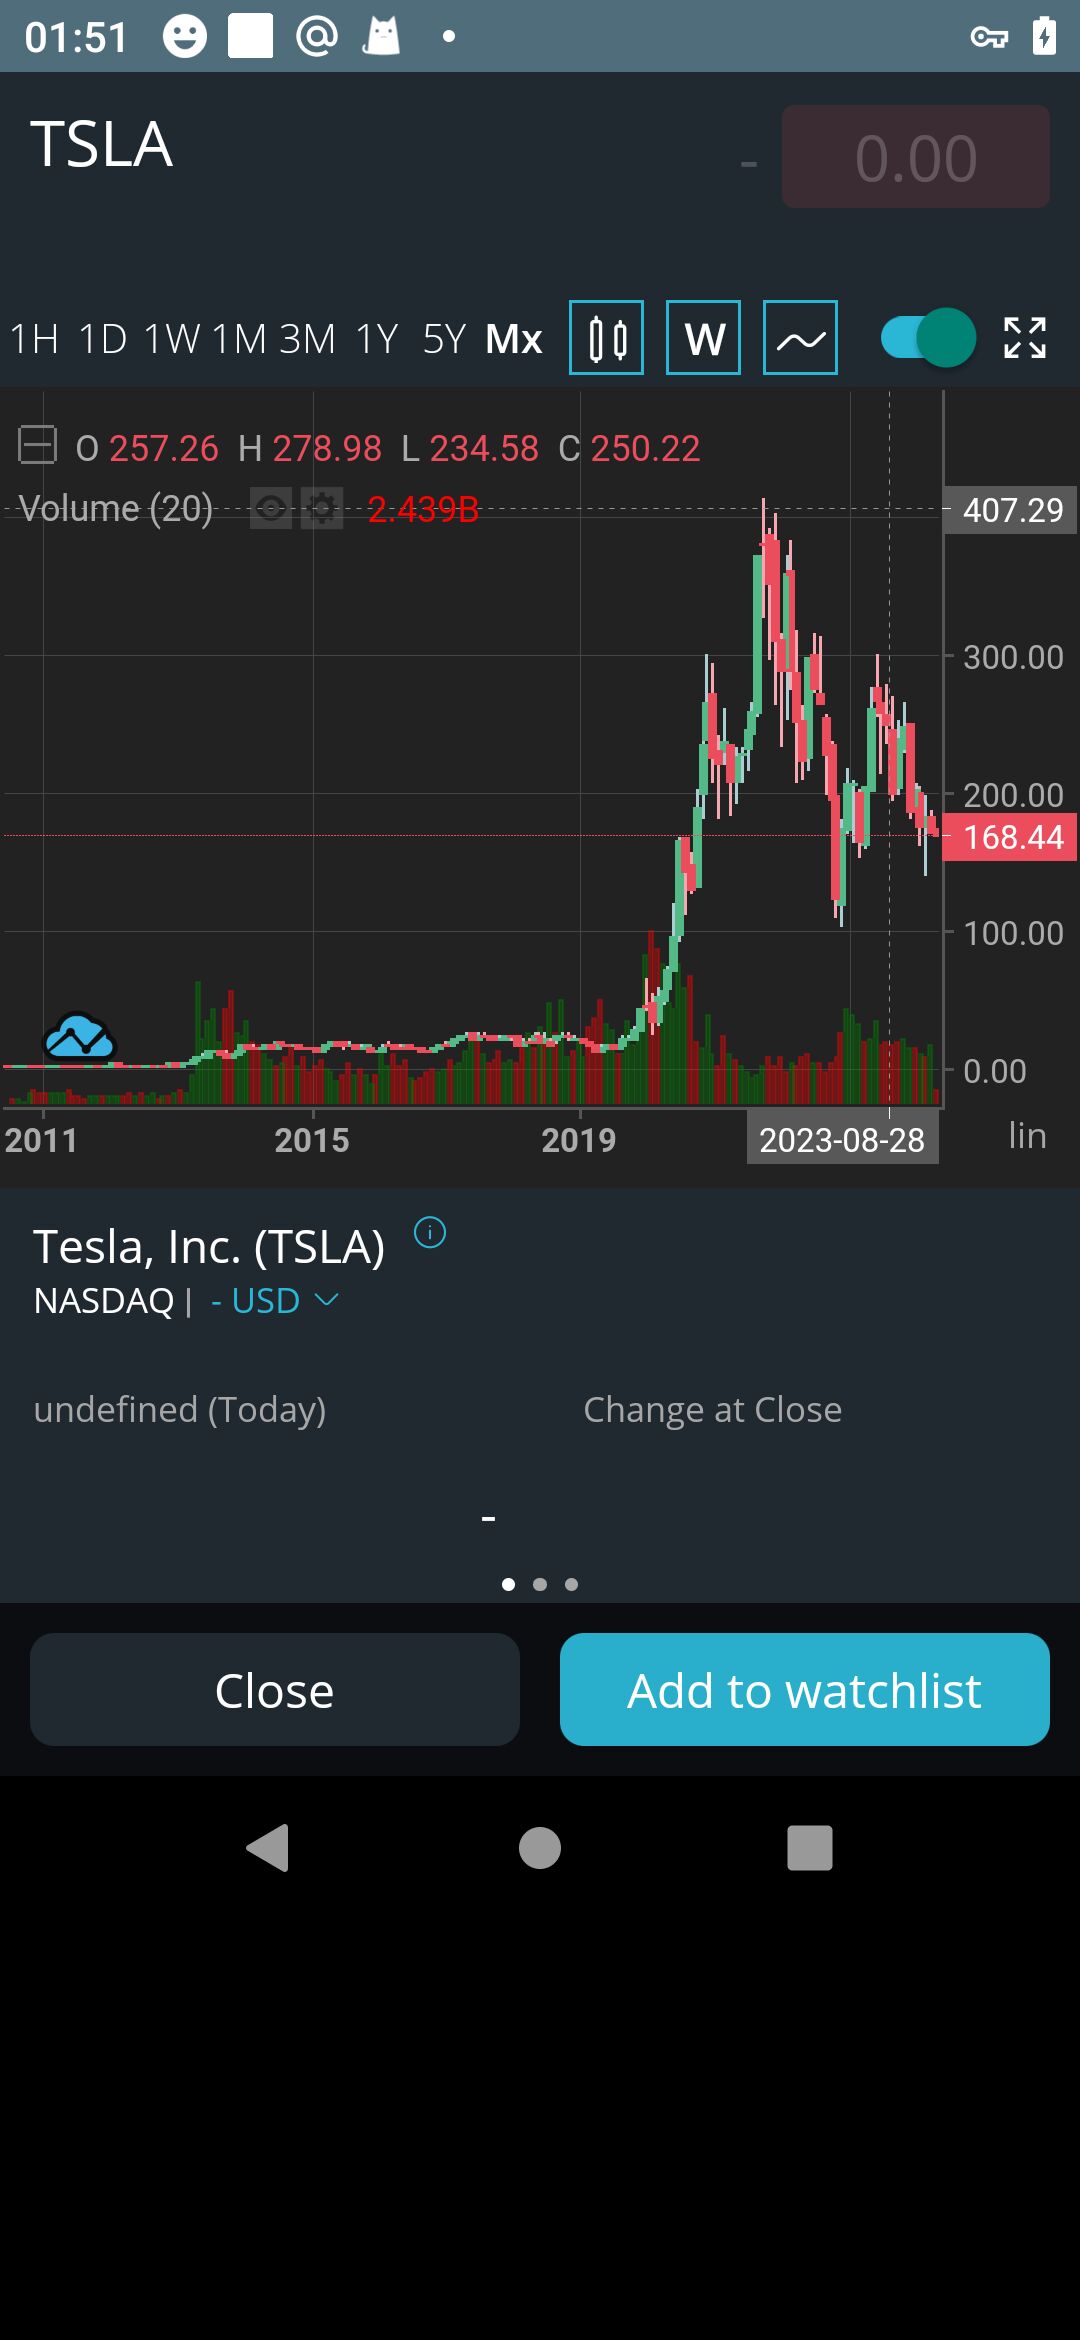 01:51
TSLA
- 0.00
1H 1D 1W 1M 3M 1Y 5Y Mx W
O 257.26 H 278.98 L 234.58 C 250.22
Volume (20) 2.439B
407.29
300.00
200.00
168.44
100.00
0.00
2011 2015 2019 2023-08-28 lin
Tesla, Inc. (TSLA)
NASDAQ | - USD
undefined (Today) Change at Close
-
Close Add to watchlist